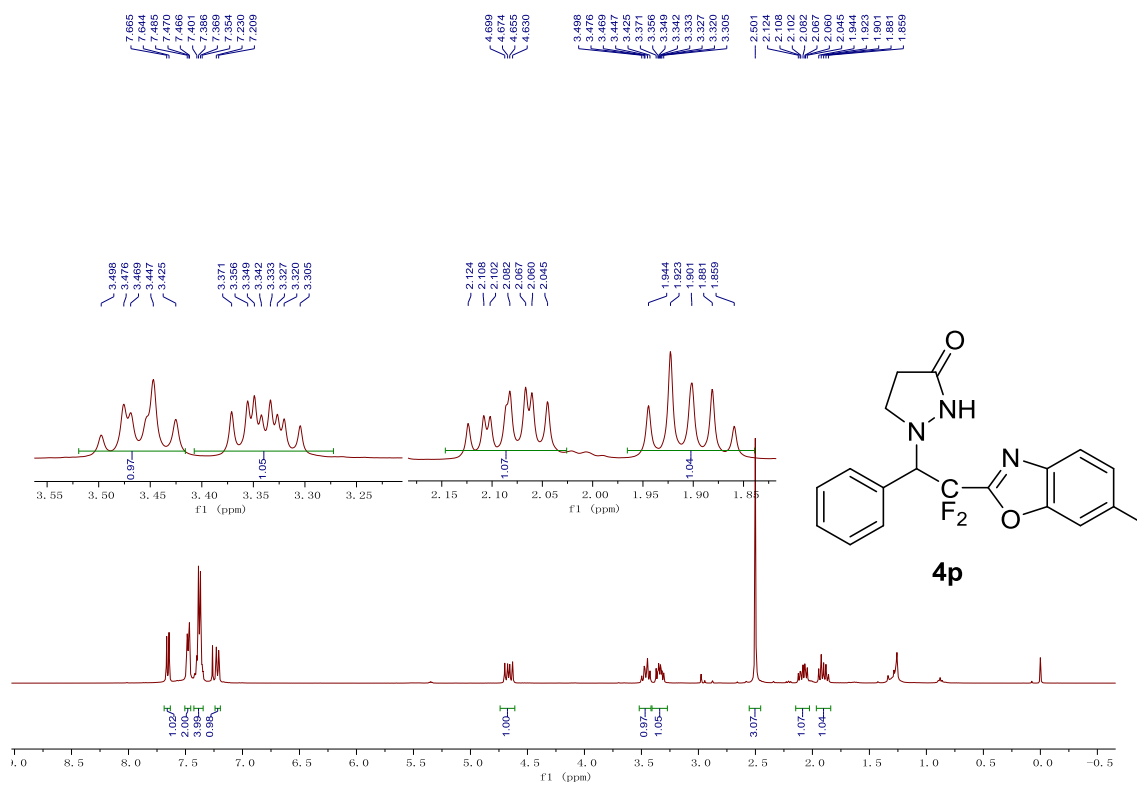 7.665 7.644 7.485 7.470 7.466 7.401 7.386 7.369 7.354 7.230 7.209
4.699 4.674 4.655 4.630
3.498 3.476 3.469 3.447 3.425 3.371 3.356 3.349 3.342 3.333 3.327 3.320 3.305
2.501 2.124 2.108 2.102 2.082 2.067 2.060 2.045 1.944 1.923 1.901 1.881 1.859
3.498 3.476 3.469 3.447 3.425
3.371 3.356 3.349 3.342 3.333 3.327 3.320 3.305
2.124 2.108 2.102 2.082 2.067 2.060 2.045
1.944 1.923 1.901 1.881 1.859
0.97 1.05
3.55 3.50 3.45 3.40 3.35 3.30 3.25
f1 (ppm)
1.07 1.04
2.15 2.10 2.05 2.00 1.95 1.90 1.85
f1 (ppm)
O
NH
N
N
C
F2
O
4p
1.02 2.00 3.99 0.98 1.00 0.97 1.05 3.07 1.07 1.04
8.5 8.0 7.5 7.0 6.5 6.0 5.5 5.0 4.5 4.0 3.5 3.0 2.5 2.0 1.5 1.0 0.5 0.0 -0.5
f1 (ppm)